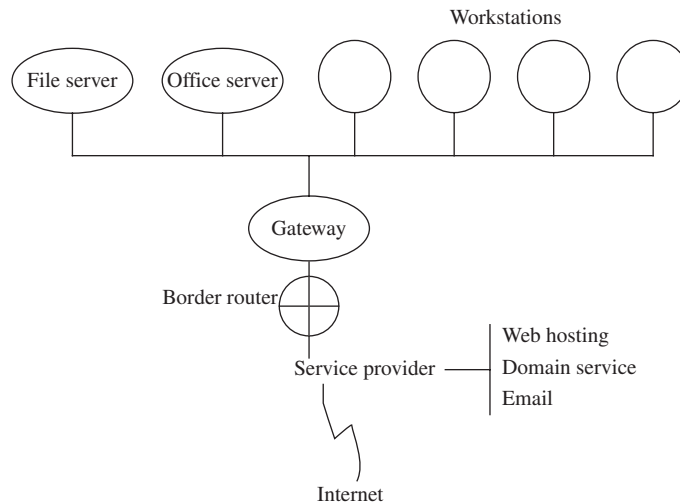 Workstations
File server
Office server
Gateway
Border router
Service provider
Web hosting
Domain service
Email
Internet